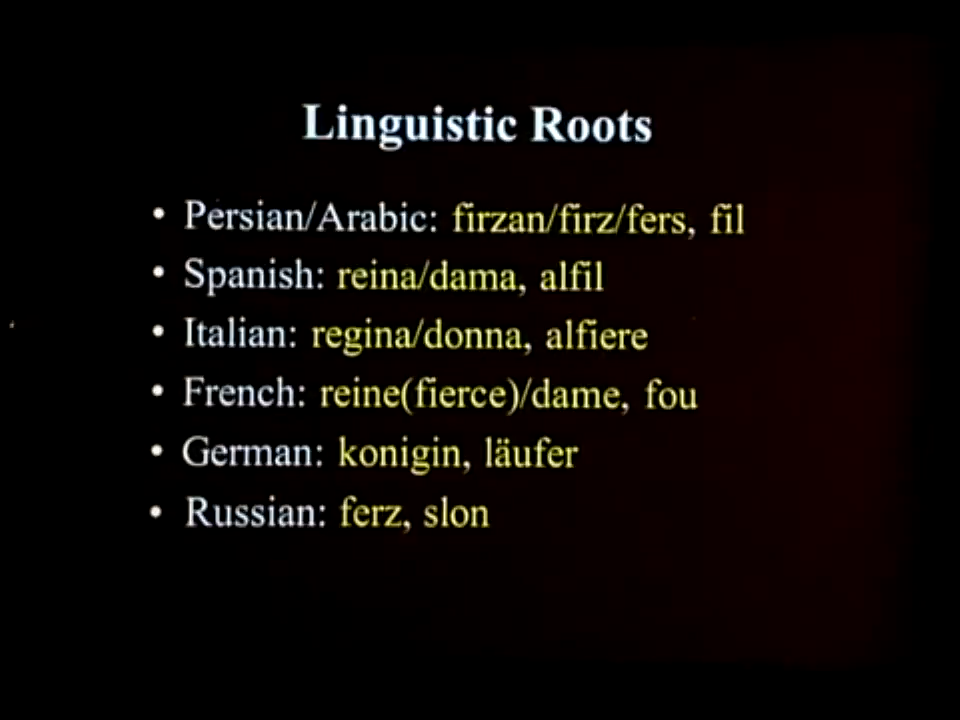 Linguistic Roots
• Persian/Arabic: firzan/firz/fers, fil
• Spanish: reina/dama, alfil
• Italian: regina/donna, alfiere
• French: reine(fierce)/dame, fou
• German: konigin, läufer
• Russian: ferz, slon